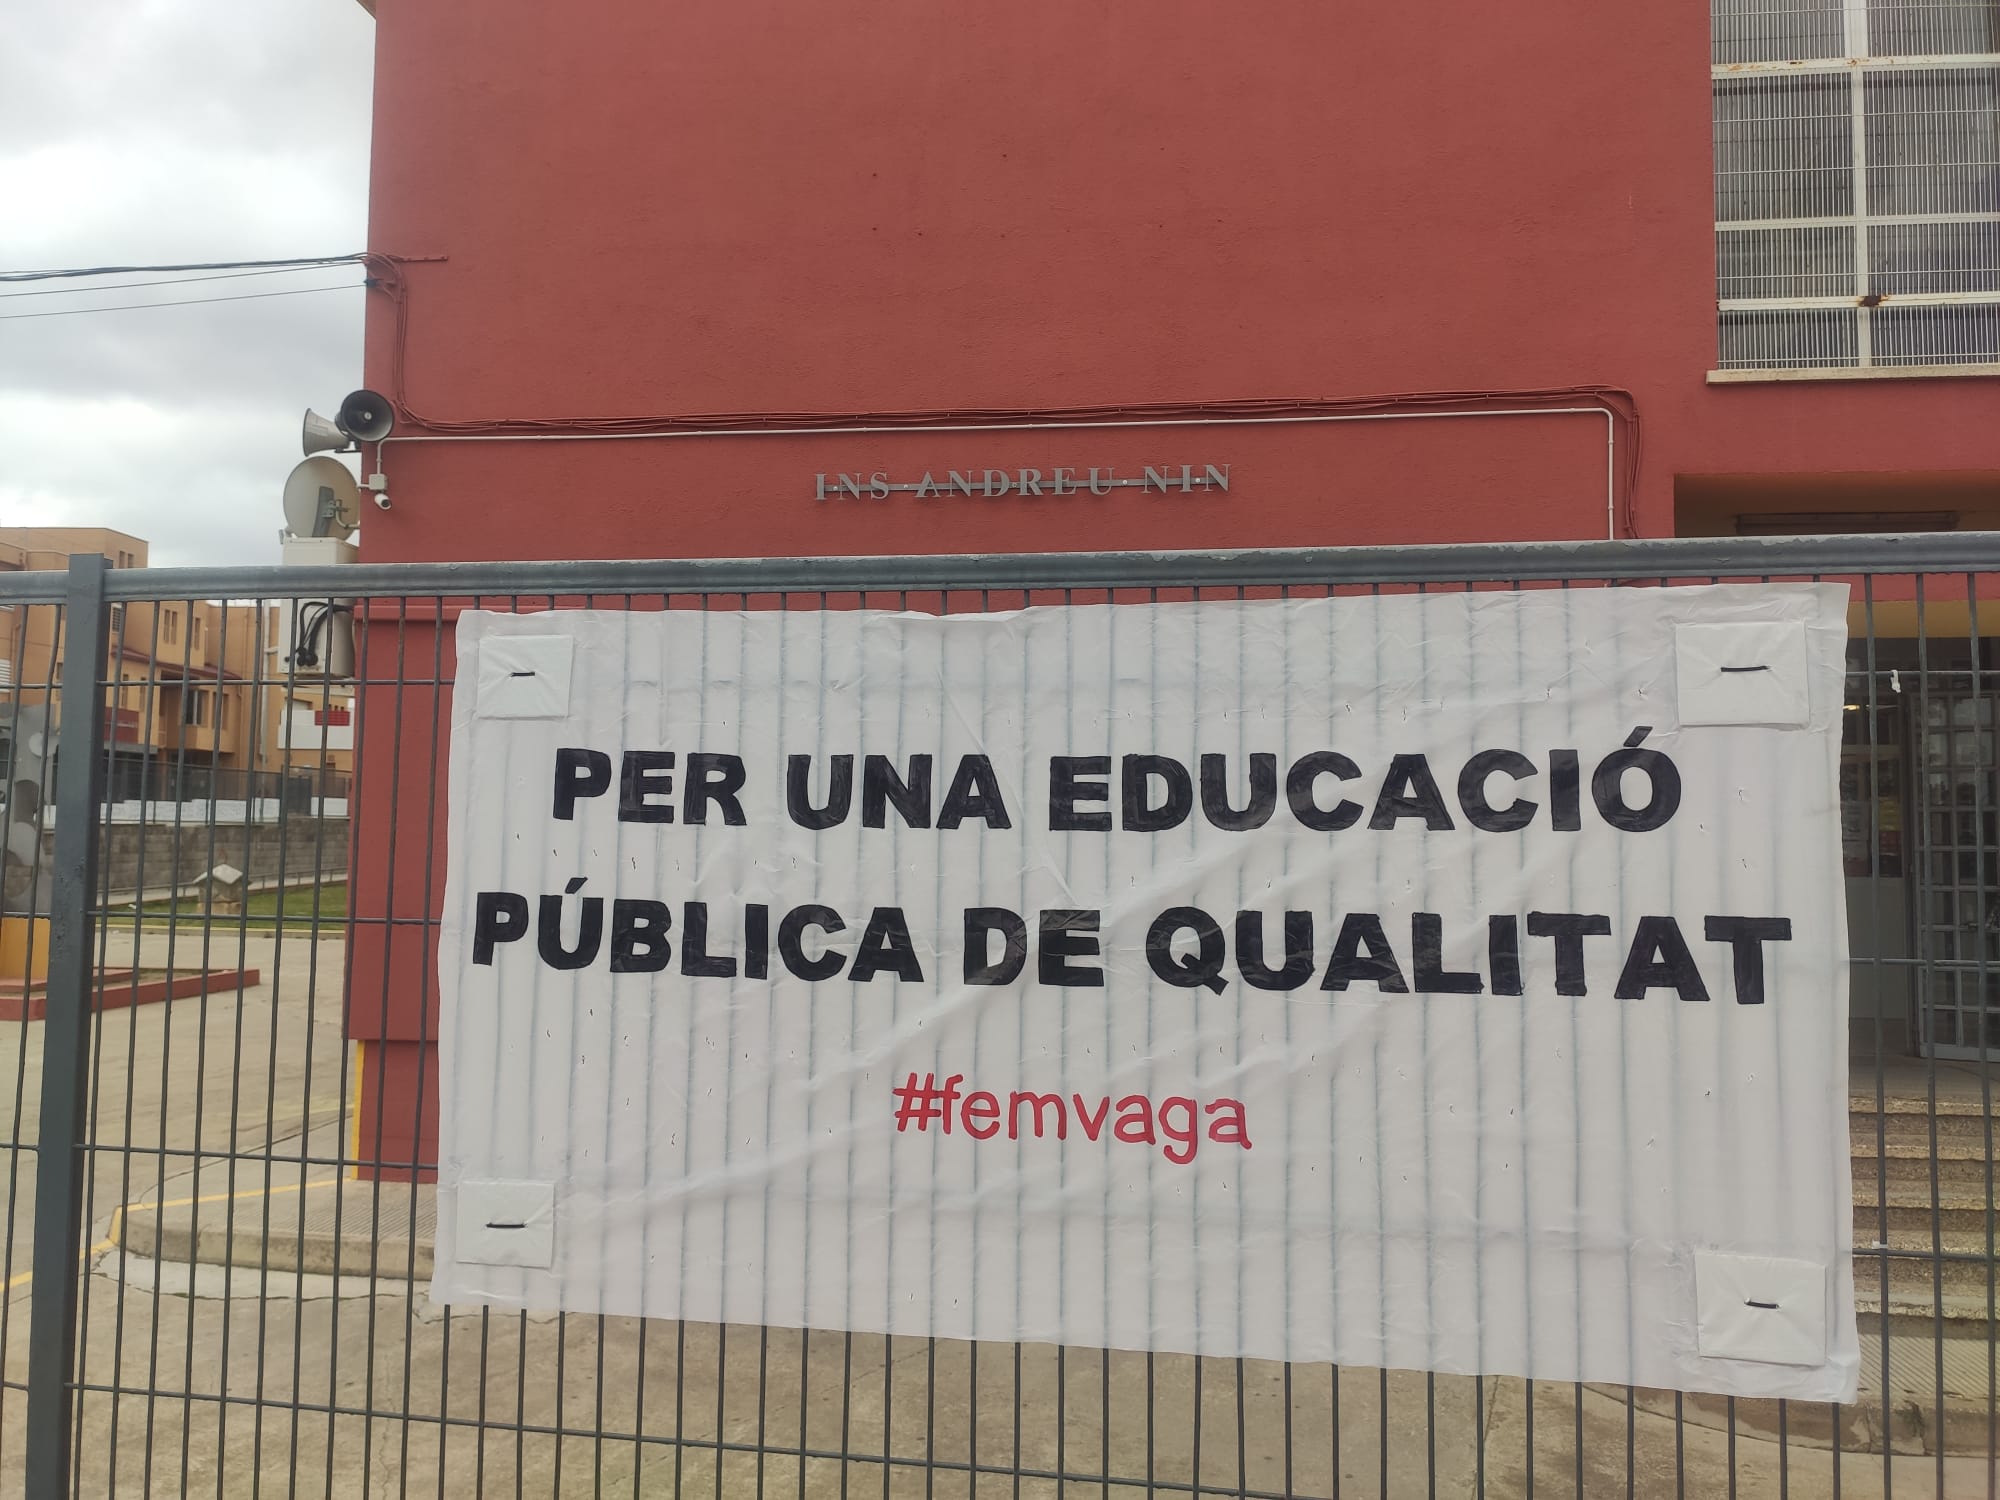 INS ANDREU NIN
PER UNA EDUCACIÓ
PÚBLICA DE QUALITAT
#femvaga